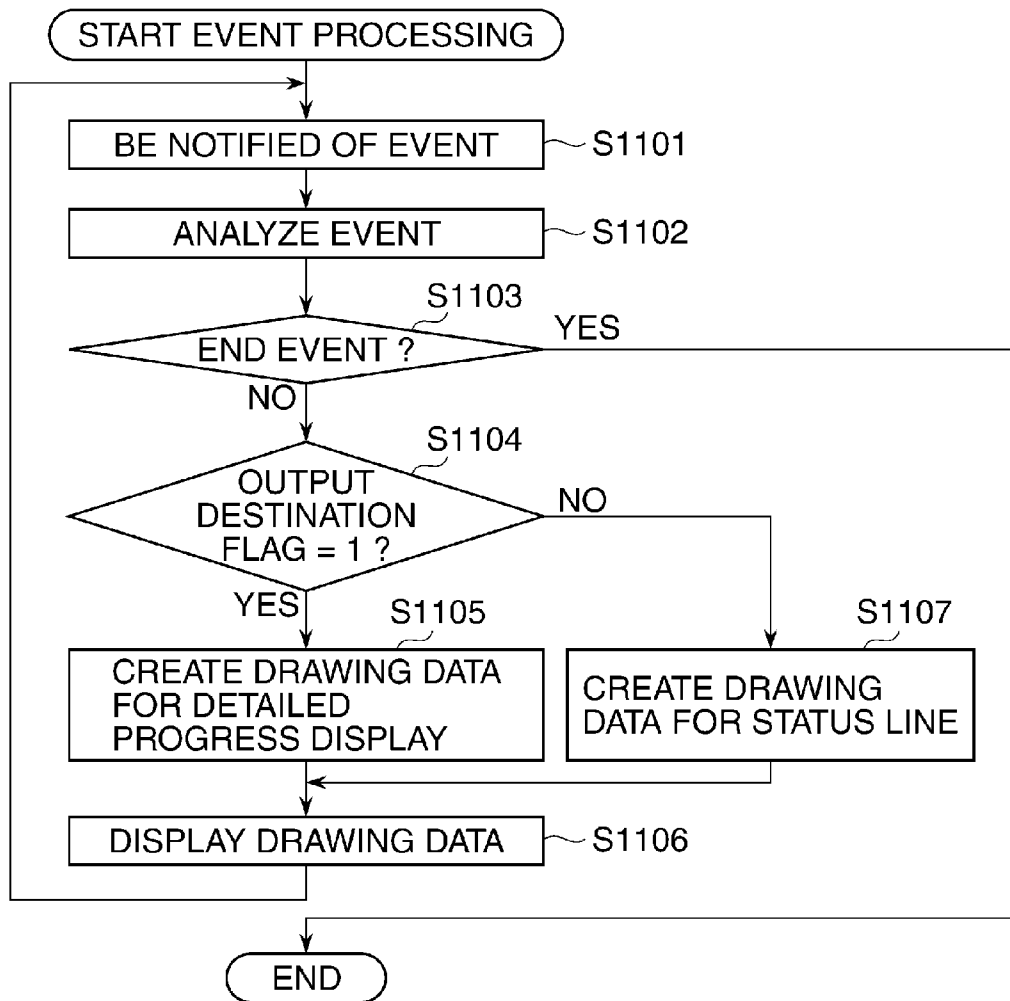 START EVENT PROCESSING
BE NOTIFIED OF EVENT
S1101
ANALYZE EVENT
S1102
S1103
END EVENT ?
YES
NO
S1104
OUTPUT
DESTINATION
FLAG = 1 ?
NO
YES
S1105
CREATE DRAWING DATA
FOR DETAILED
PROGRESS DISPLAY
S1107
CREATE DRAWING
DATA FOR STATUS LINE
DISPLAY DRAWING DATA
S1106
END